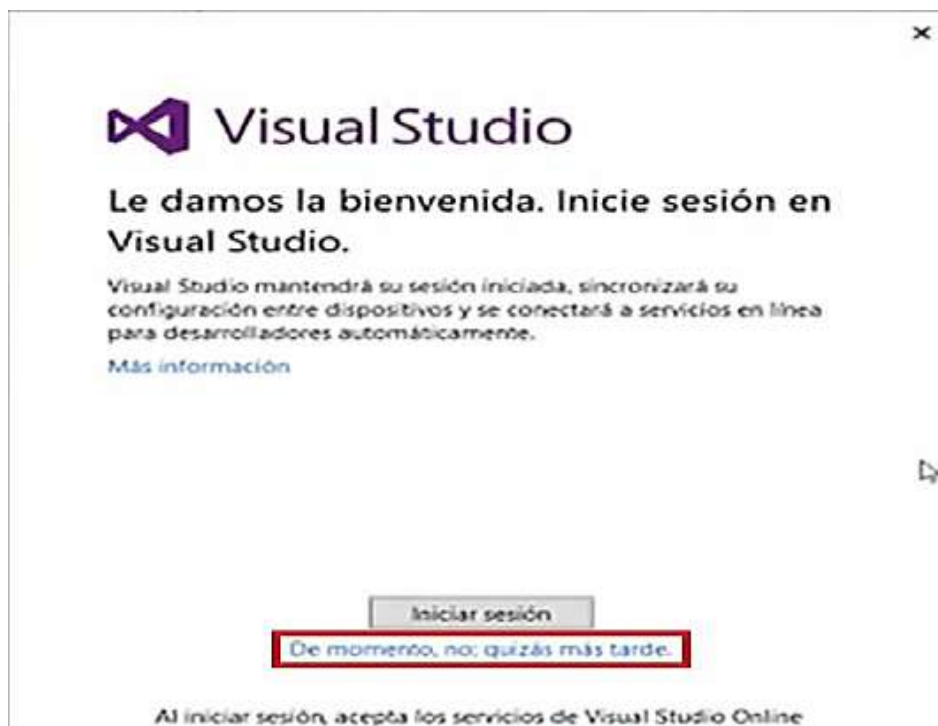 Visual Studio
Le damos la bienvenida. Inicie sesión en
Visual Studio.
Visual Studio mantendrá su sesión iniciada, sincronizará su
configuración entre dispositivos y se conectará a servicios en línea
para desarrolladores automáticamente.
Más información
Iniciar sesión
De momento, no; quizás más tarde.
Al iniciar sesión, acepta los servicios de Visual Studio Online